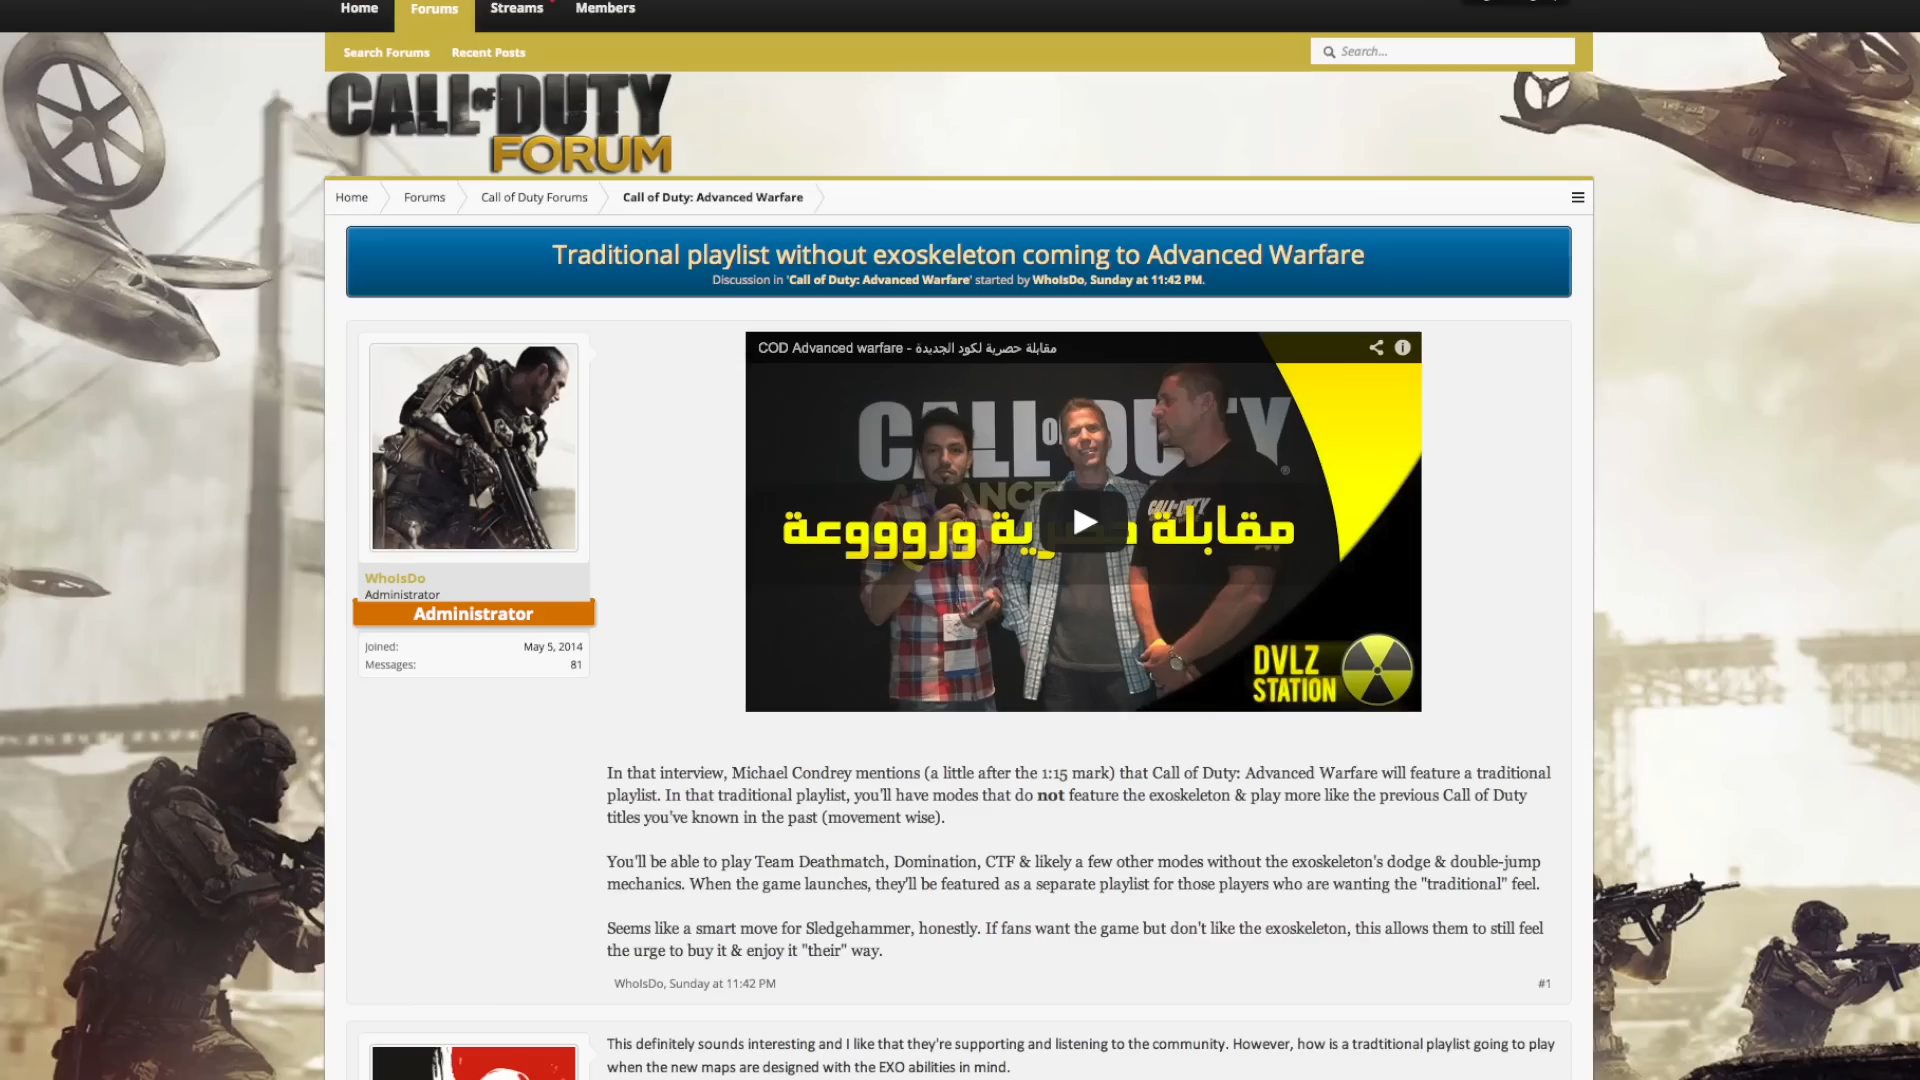 Home Forums Streams Members
Search Forums Recent Posts
Search...
CALL OF DUTY
FORUM
Home Forums Call of Duty Forums Call of Duty: Advanced Warfare
Traditional playlist without exoskeleton coming to Advanced Warfare
Discussion in 'Call of Duty: Advanced Warfare' started by WhoIsDo, Sunday at 11:42 PM.
COD Advanced warfare - مقابلة حصرية لكود الجديدة
CALL OF DUTY
مقابلة حصرية وروووعة
CALL OF DUTY
DVLZ
STATION
WhoIsDo
Administrator
Administrator
Joined: May 5, 2014
Messages: 81
In that interview, Michael Condrey mentions (a little after the 1:15 mark) that Call of Duty: Advanced Warfare will feature a traditional
playlist. In that traditional playlist, you'll have modes that do not feature the exoskeleton & play more like the previous Call of Duty
titles you've known in the past (movement wise).
You'll be able to play Team Deathmatch, Domination, CTF & likely a few other modes without the exoskeleton's dodge & double-jump
mechanics. When the game launches, they'll be featured as a separate playlist for those players who are wanting the "traditional" feel.
Seems like a smart move for Sledgehammer, honestly. If fans want the game but don't like the exoskeleton, this allows them to still feel
the urge to buy it & enjoy it "their" way.
WhoIsDo, Sunday at 11:42 PM #1
This definitely sounds interesting and I like that they're supporting and listening to the community. However, how is a tradtitional playlist going to play
when the new maps are designed with the EXO abilities in mind.